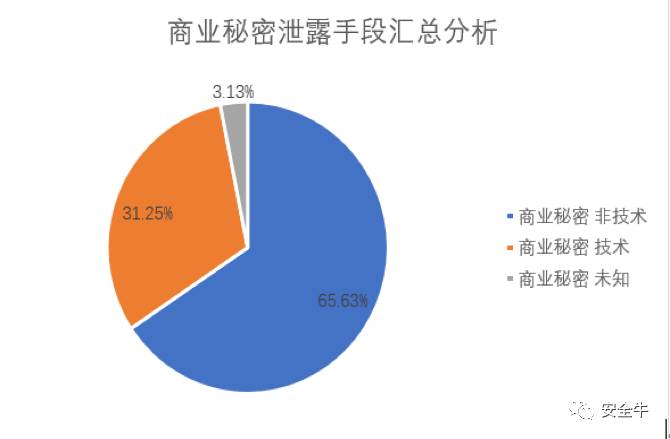 商业秘密泄露手段汇总分析
3.13%
31.25%
65.63%
商业秘密 非技术
商业秘密 技术
商业秘密 未知
安全牛